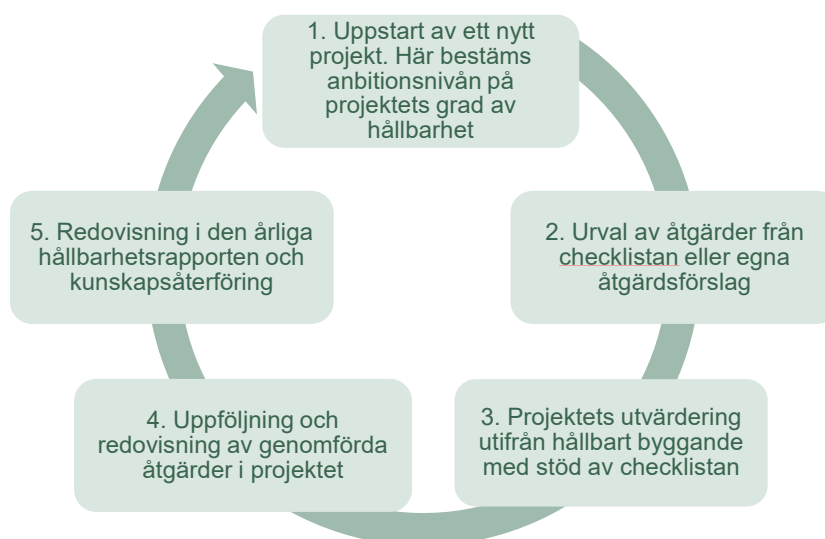 1. Uppstart av ett nytt
projekt. Här bestäms
anbitionsnivån på
projektets grad av
hållbarhet
2. Urval av åtgärder från
checklistan eller egna
åtgärdsförslag
3. Projektets utvärdering
utifrån hållbart byggande
med stöd av checklistan
4. Uppföljning och
redovisning av genomförda
åtgärder i projektet
5. Redovisning i den årliga
hållbarhetsrapporten och
kunskapsåterföring